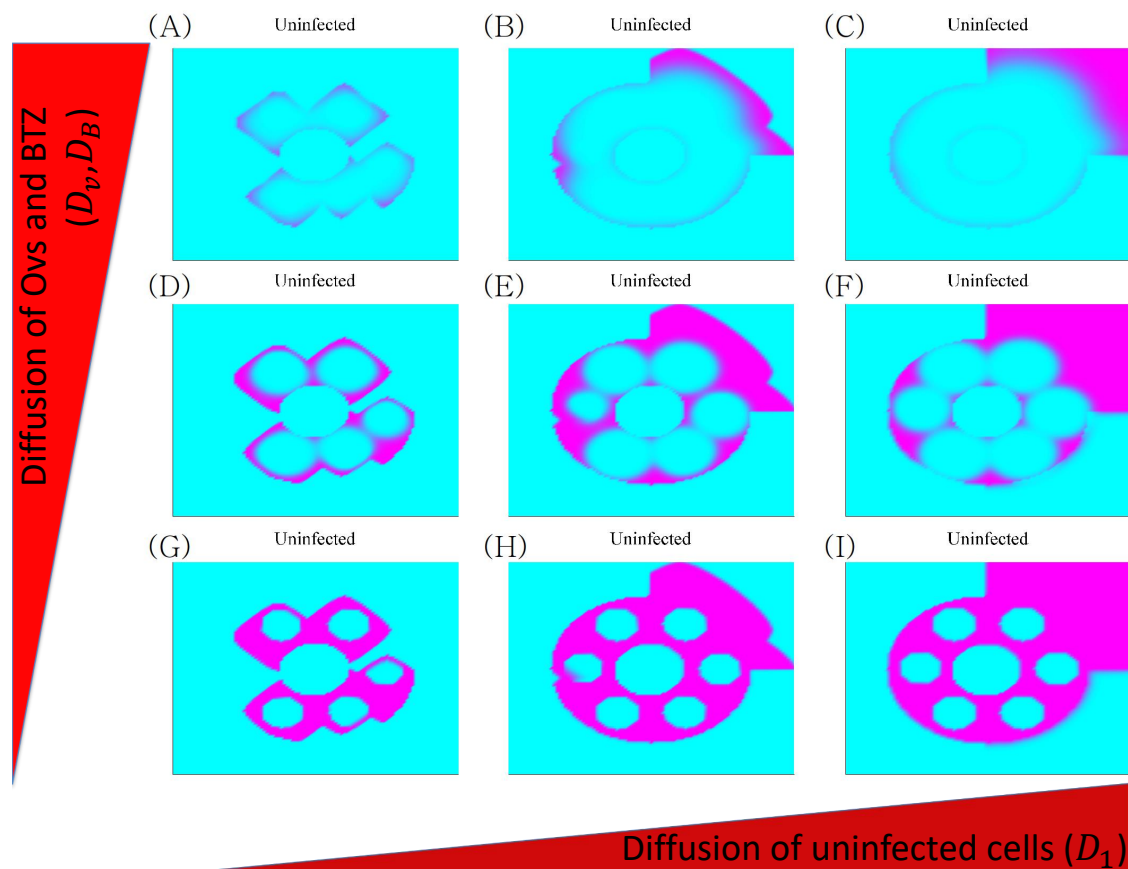 (A)
Uninfected
(B)
Uninfected
(C)
Uninfected
Diffusion of Ovs and BTZ
(D_v,D_B)
(D)
Uninfected
(E)
Uninfected
(F)
Uninfected
(G)
Uninfected
(H)
Uninfected
(I)
Uninfected
Diffusion of uninfected cells (D_1)